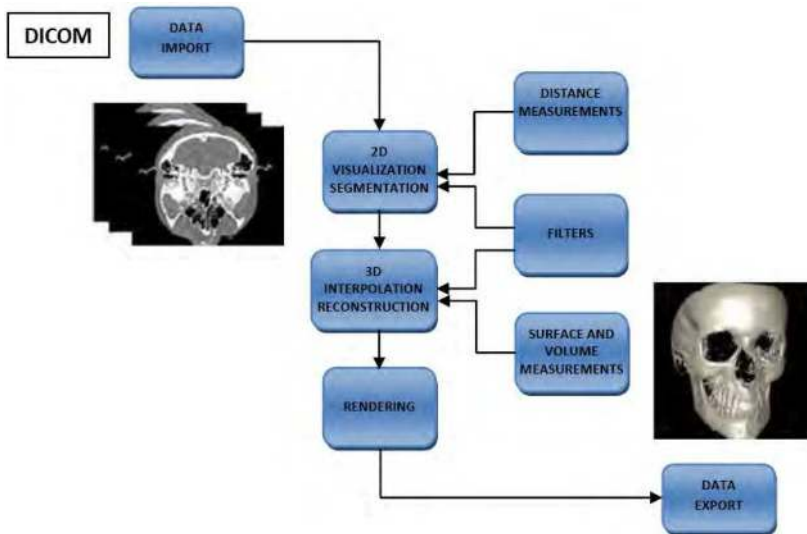 DICOM
DATA
IMPORT
DISTANCE
MEASUREMENTS
2D
VISUALIZATION
SEGMENTATION
FILTERS
3D
INTERPOLATION
RECONSTRUCTION
SURFACE AND
VOLUME
MEASUREMENTS
RENDERING
DATA
EXPORT